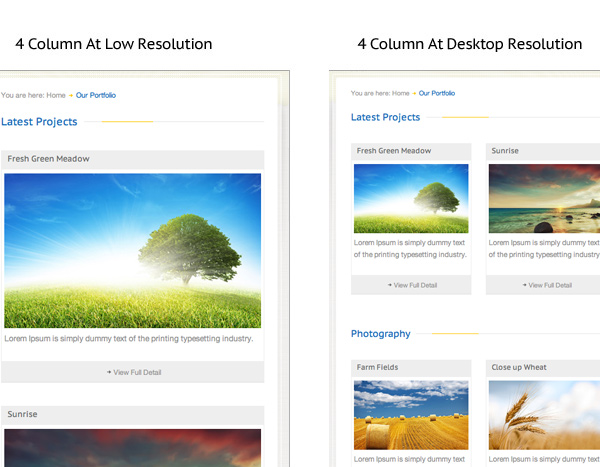 4 Column At Low Resolution
You are here: Home ➔ Our Portfolio
Latest Projects
Fresh Green Meadow
Lorem Ipsum is simply dummy text of the printing typesetting industry.
➔ View Full Detail
Sunrise
4 Column At Desktop Resolution
You are here: Home ➔ Our Portfolio
Latest Projects
Fresh Green Meadow
Lorem Ipsum is simply dummy text
of the printing typesetting industry.
➔ View Full Detail
Sunrise
Lorem Ipsum is simply dummy text
of the printing typesetting industry.
➔ View Full Detail
Photography
Farm Fields
Lorem Ipsum is simply dummy text
Close up Wheat
Lorem Ipsum is simply dummy text